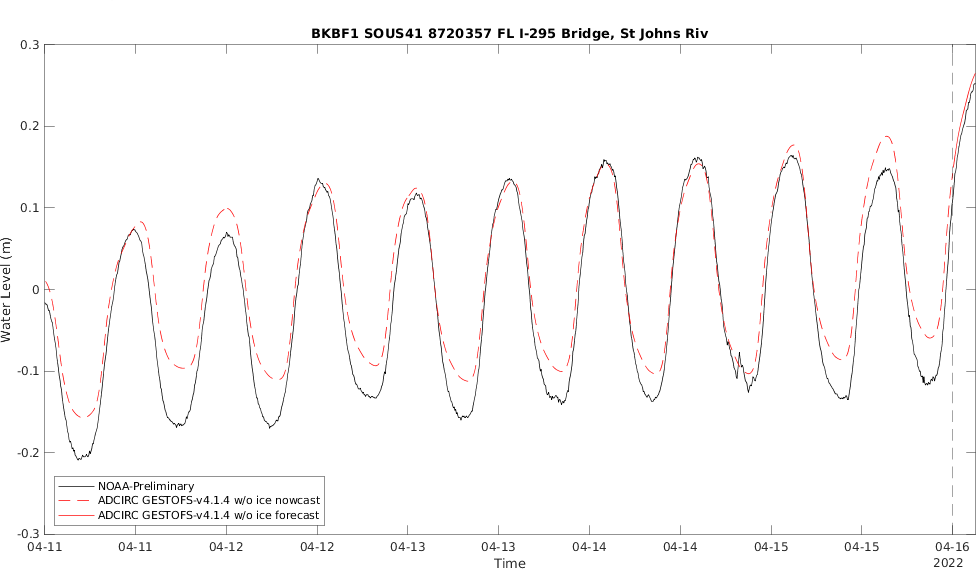 BKBF1 SOUS41 8720357 FL I-295 Bridge, St Johns Riv
0.3
0.2
0.1
0
-0.1
-0.2
-0.3
Water Level (m)
NOAA-Preliminary
ADCIRC GESTOFS-v4.1.4 w/o ice nowcast
ADCIRC GESTOFS-v4.1.4 w/o ice forecast
04-11 04-11 04-12 04-12 04-13 04-13 04-14 04-14 04-15 04-15 04-16
Time
2022